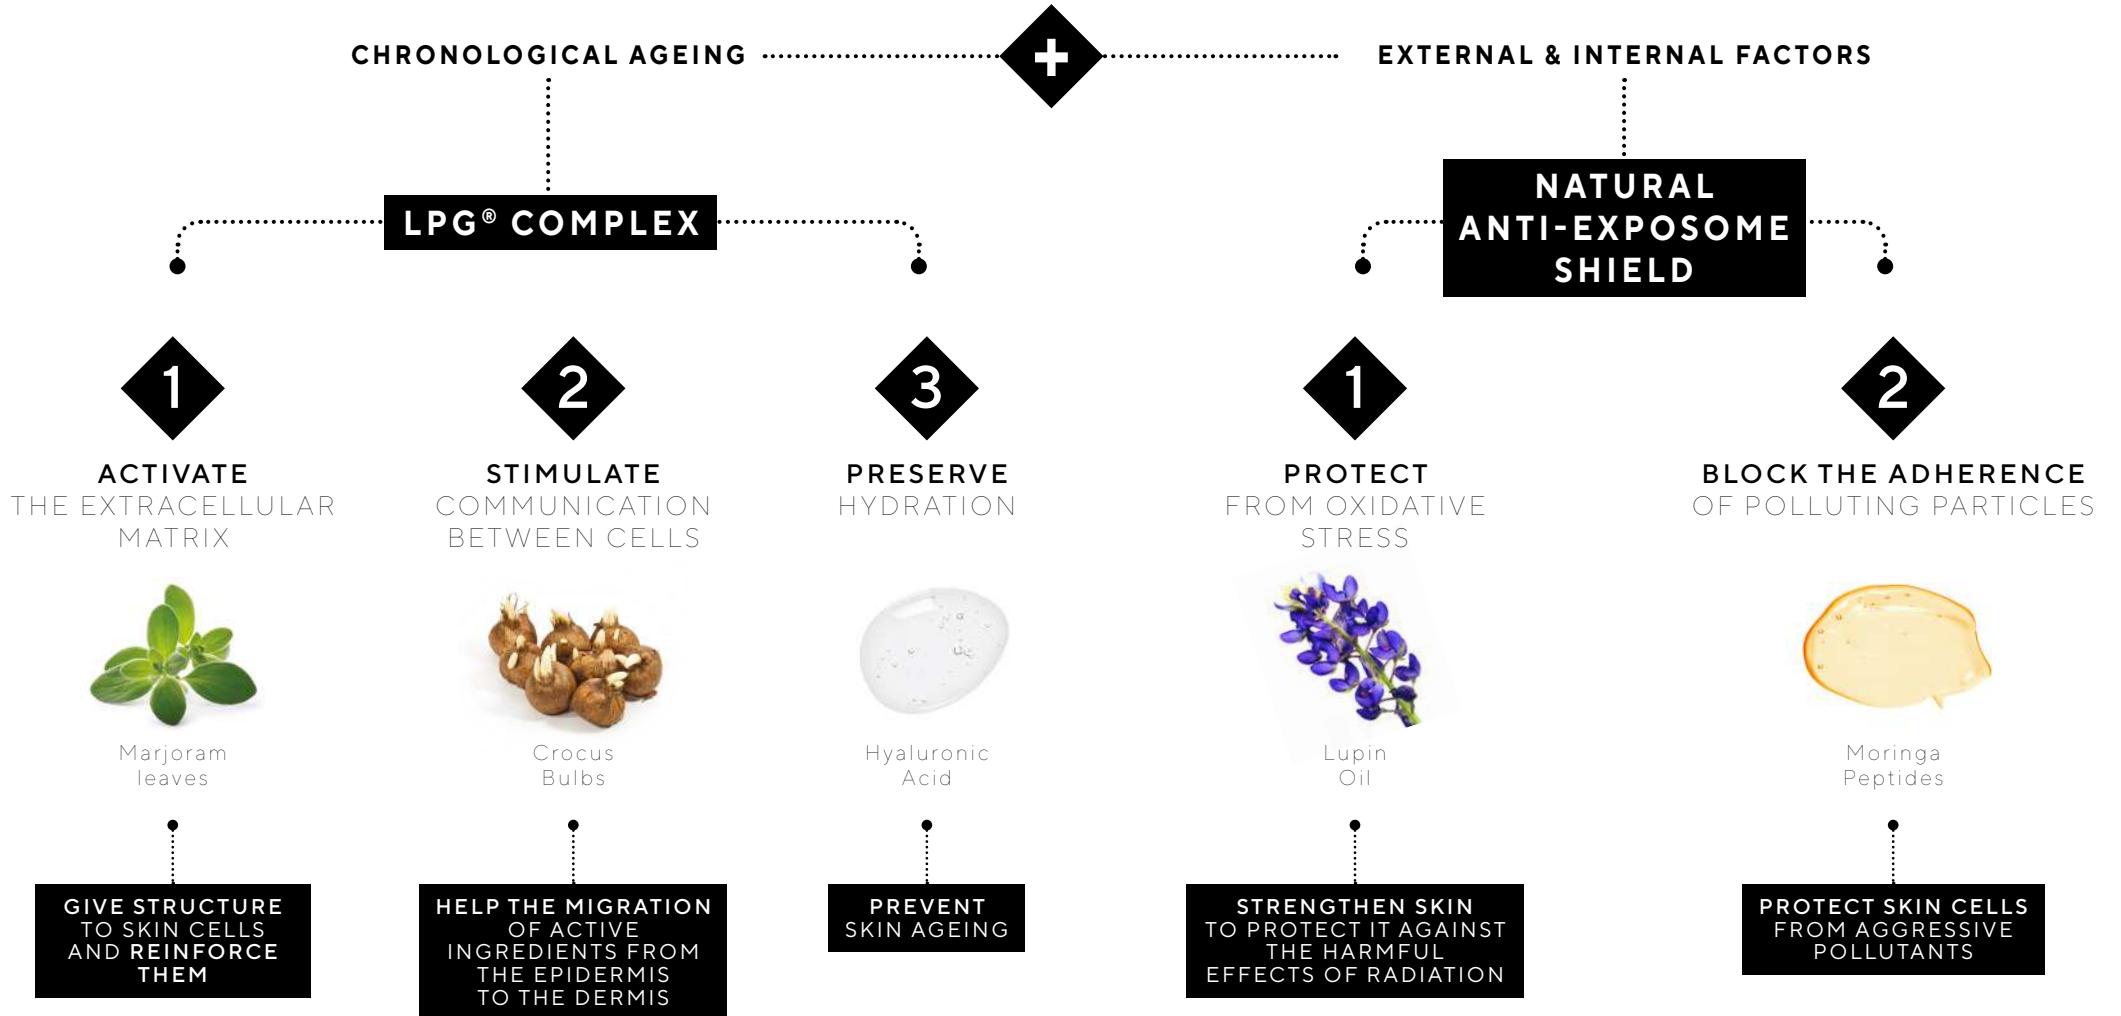 CHRONOLOGICAL AGEING
+
EXTERNAL & INTERNAL FACTORS
LPG® COMPLEX
NATURAL
ANTI-EXPOSOME
SHIELD
1
ACTIVATE
THE EXTRACELLULAR
MATRIX
Marjoram
leaves
GIVE STRUCTURE
TO SKIN CELLS
AND REINFORCE
THEM
2
STIMULATE
COMMUNICATION
BETWEEN CELLS
Crocus
Bulbs
HELP THE MIGRATION
OF ACTIVE
INGREDIENTS FROM
THE EPIDERMIS
TO THE DERMIS
3
PRESERVE
HYDRATION
Hyaluronic
Acid
PREVENT
SKIN AGEING
1
PROTECT
FROM OXIDATIVE
STRESS
Lupin
Oil
STRENGTHEN SKIN
TO PROTECT IT AGAINST
THE HARMFUL
EFFECTS OF RADIATION
2
BLOCK THE ADHERENCE
OF POLLUTING PARTICLES
Moringa
Peptides
PROTECT SKIN CELLS
FROM AGGRESSIVE
POLLUTANTS